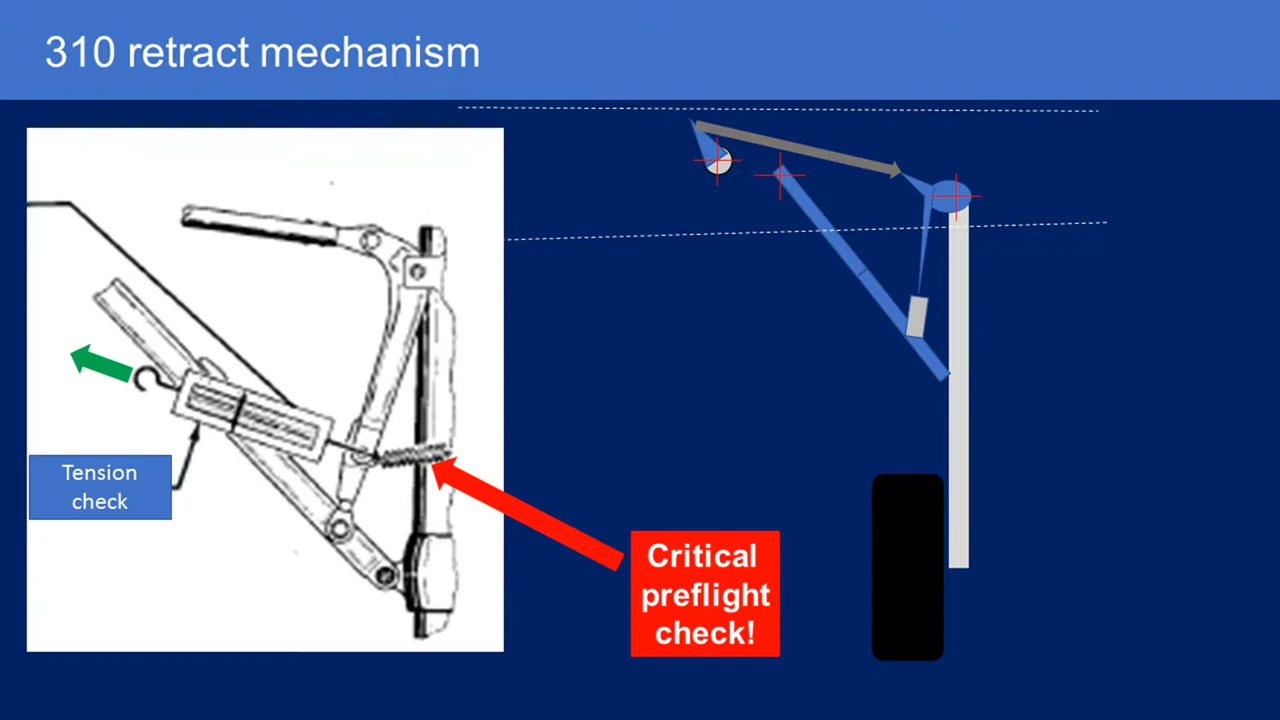 310 retract mechanism
Tension
check
Critical
preflight
check!